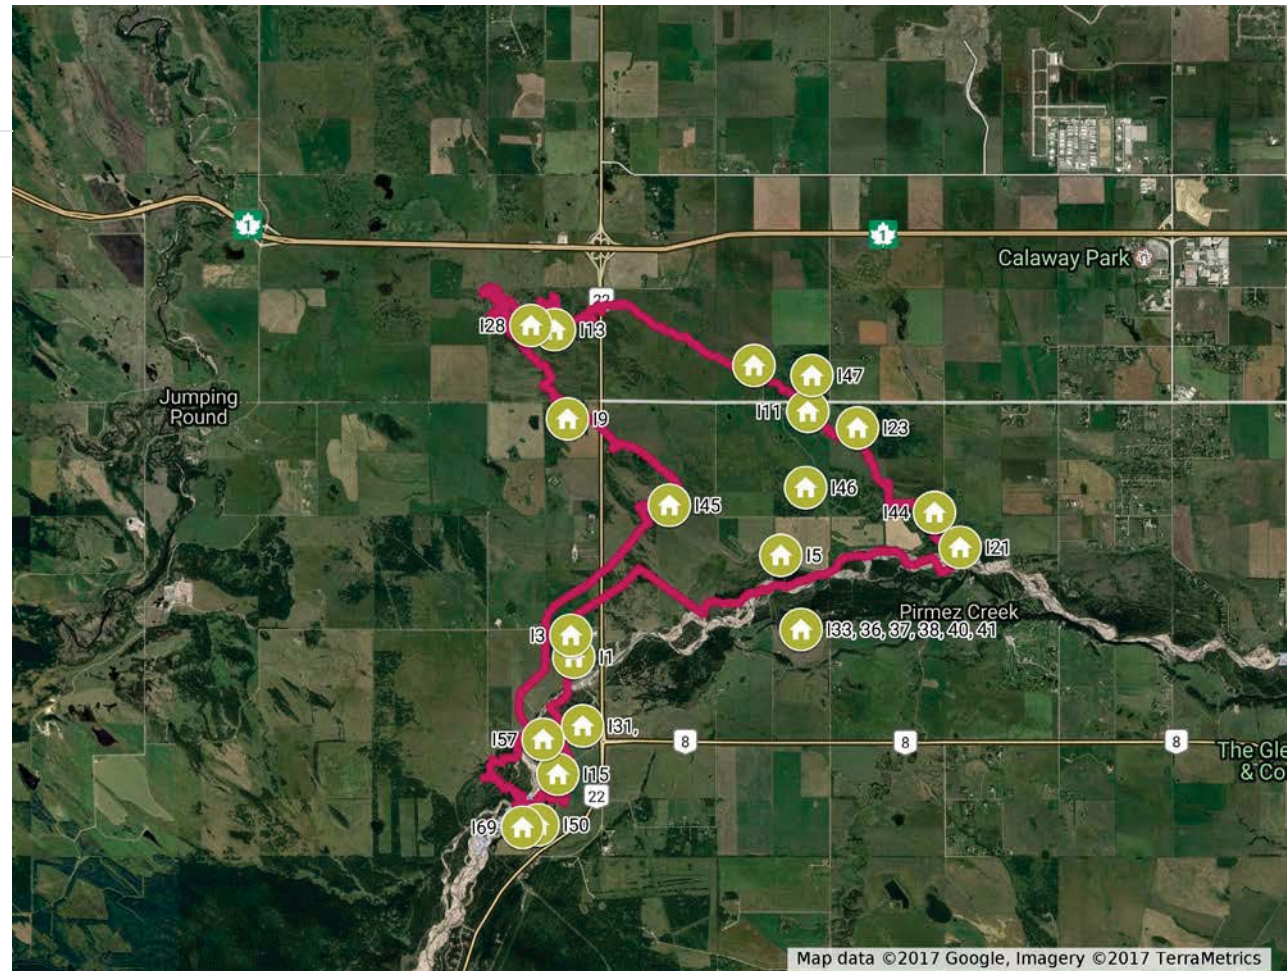 1
1
Calaway Park
22
I28
I13
I47
Jumping
Pound
I11
I9
I23
I46
I45
I44
I21
I5
Pirmez Creek
I33, 36, 37, 38, 40, 41
I3
I1
I31,
I57
8
8
8
The Gle
& Co
I15
22
I69
I50
Map data ©2017 Google, Imagery ©2017 TerraMetrics